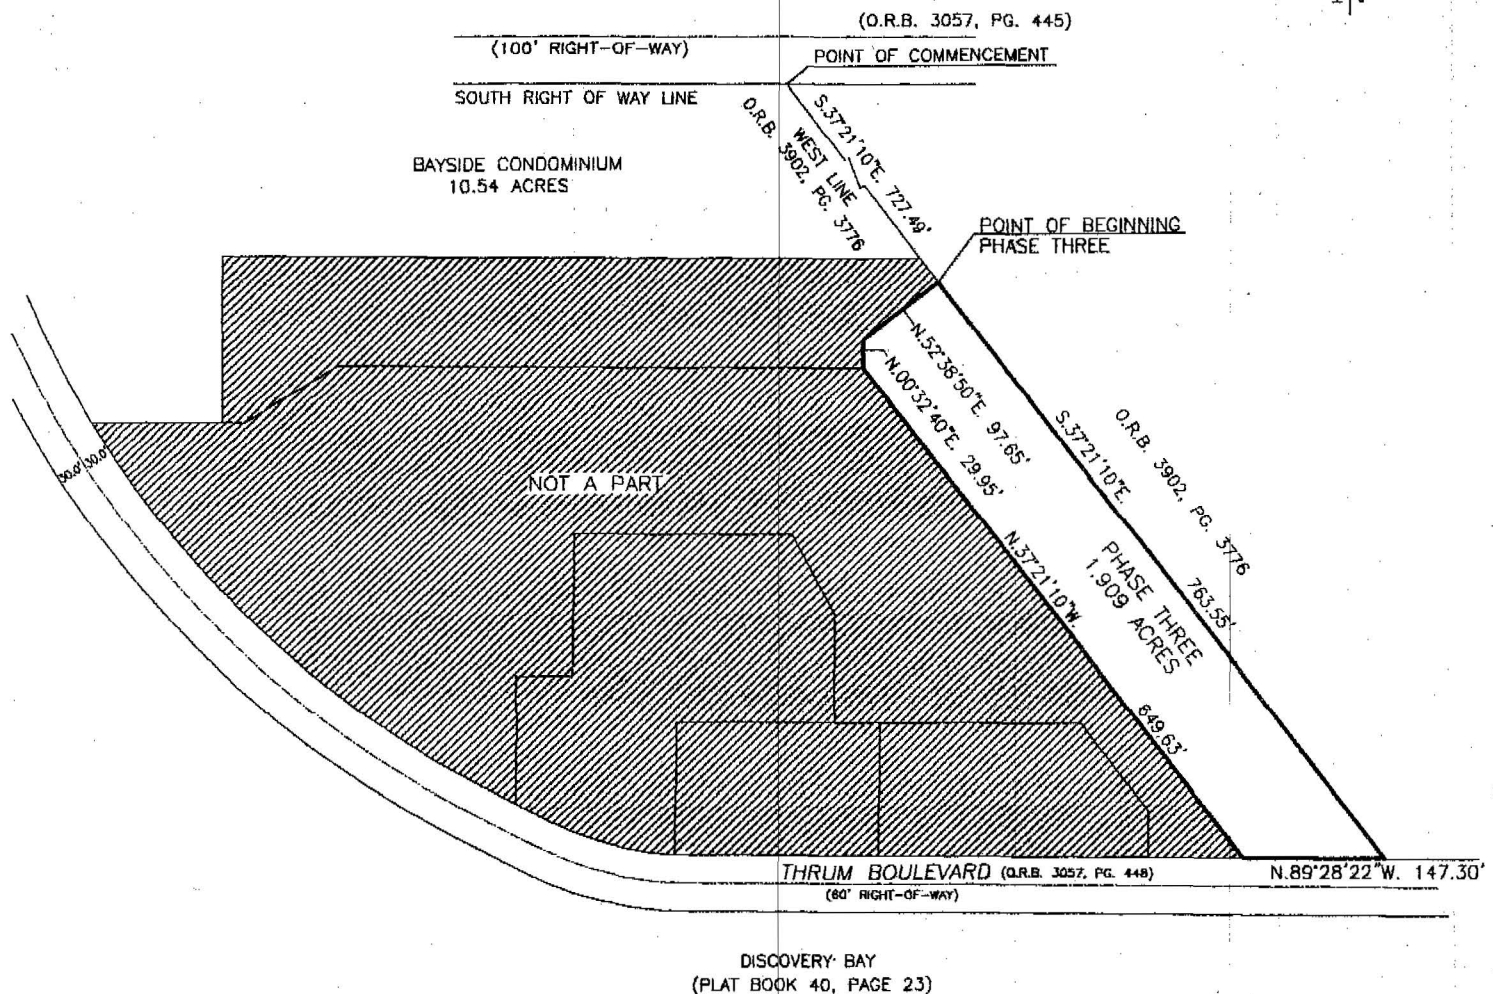 (O.R.B. 3057, PG. 445)
(100' RIGHT-OF-WAY)
POINT OF COMMENCEMENT
SOUTH RIGHT OF WAY LINE
S.37°21'10"E. 727.49'
WEST LINE
O.R.B. 3902, PG. 3776
BAYSIDE CONDOMINIUM
10.54 ACRES
POINT OF BEGINNING
PHASE THREE
N.52°38'50"E. 97.65'
N.00°32'40"E. 29.95'
S.37°21'10"E. 763.55'
O.R.B. 3902, PG. 3776
30.0' 30.0'
NOT A PART
N.37°21'10"W. 649.63'
PHASE THREE
1.909 ACRES
THRUM BOULEVARD (O.R.B. 3057, PG. 448)
(60' RIGHT-OF-WAY)
N.89°28'22"W. 147.30'
DISCOVERY BAY
(PLAT BOOK 40, PAGE 23)